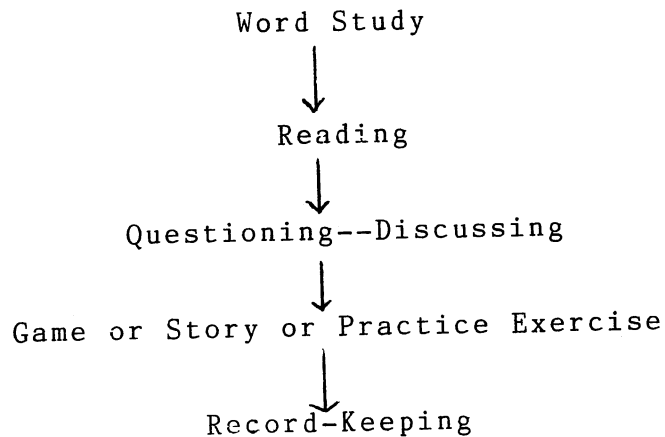 Word Study
Reading
Questioning--Discussing
Game or Story or Practice Exercise
Record-Keeping